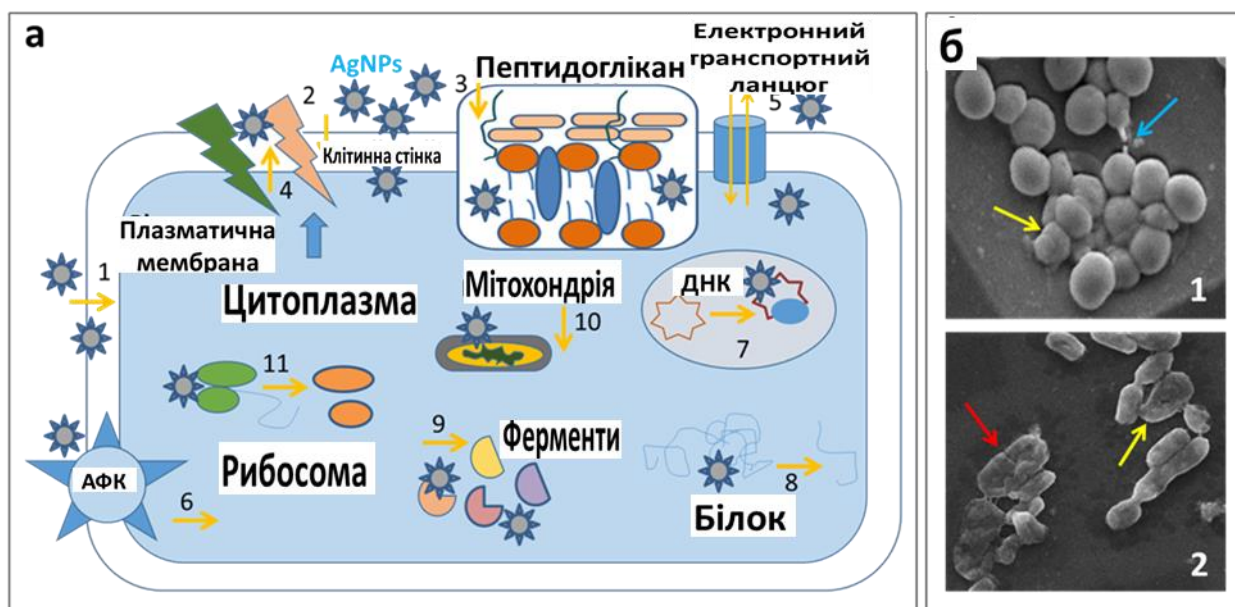 а
AgNPs
2
3
Пептидоглікан
Електронний
транспортний
ланцюг
5
Клітинна стінка
4
Плазматична
мембрана
1
Цитоплазма
Мітохондрія
10
ДНК
7
11
Рибосома
9
Ферменти
8
Білок
АФК
6
б
1
2